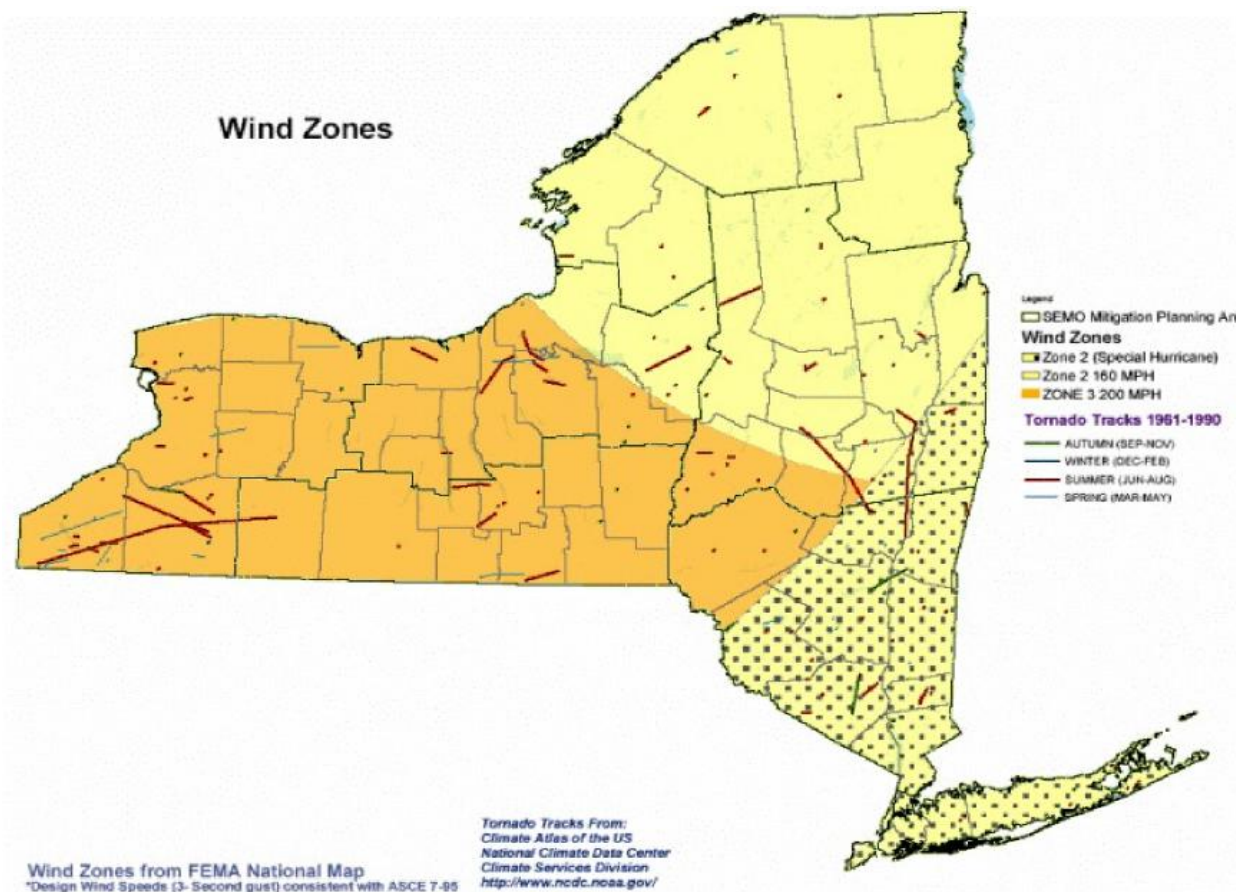 Wind Zones
Legend
SEMO Mitigation Planning
Wind Zones
Zone 2 (Special Hurricane)
Zone 2 160 MPH
ZONE 3 200 MPH
Tornado Tracks 1961-1990
AUTUMN (SEP-NOV)
WINTER (DEC-FEB)
SUMMER (JUN-AUG)
SPRING (MAR-MAY)
Tornado Tracks From:
Climate Atlas of the US
National Climate Data Center
Climate Services Division
http://www.ncdc.noaa.gov/
Wind Zones from FEMA National Map
*Design Wind Speeds (3- Second gust) consistent with ASCE 7-95